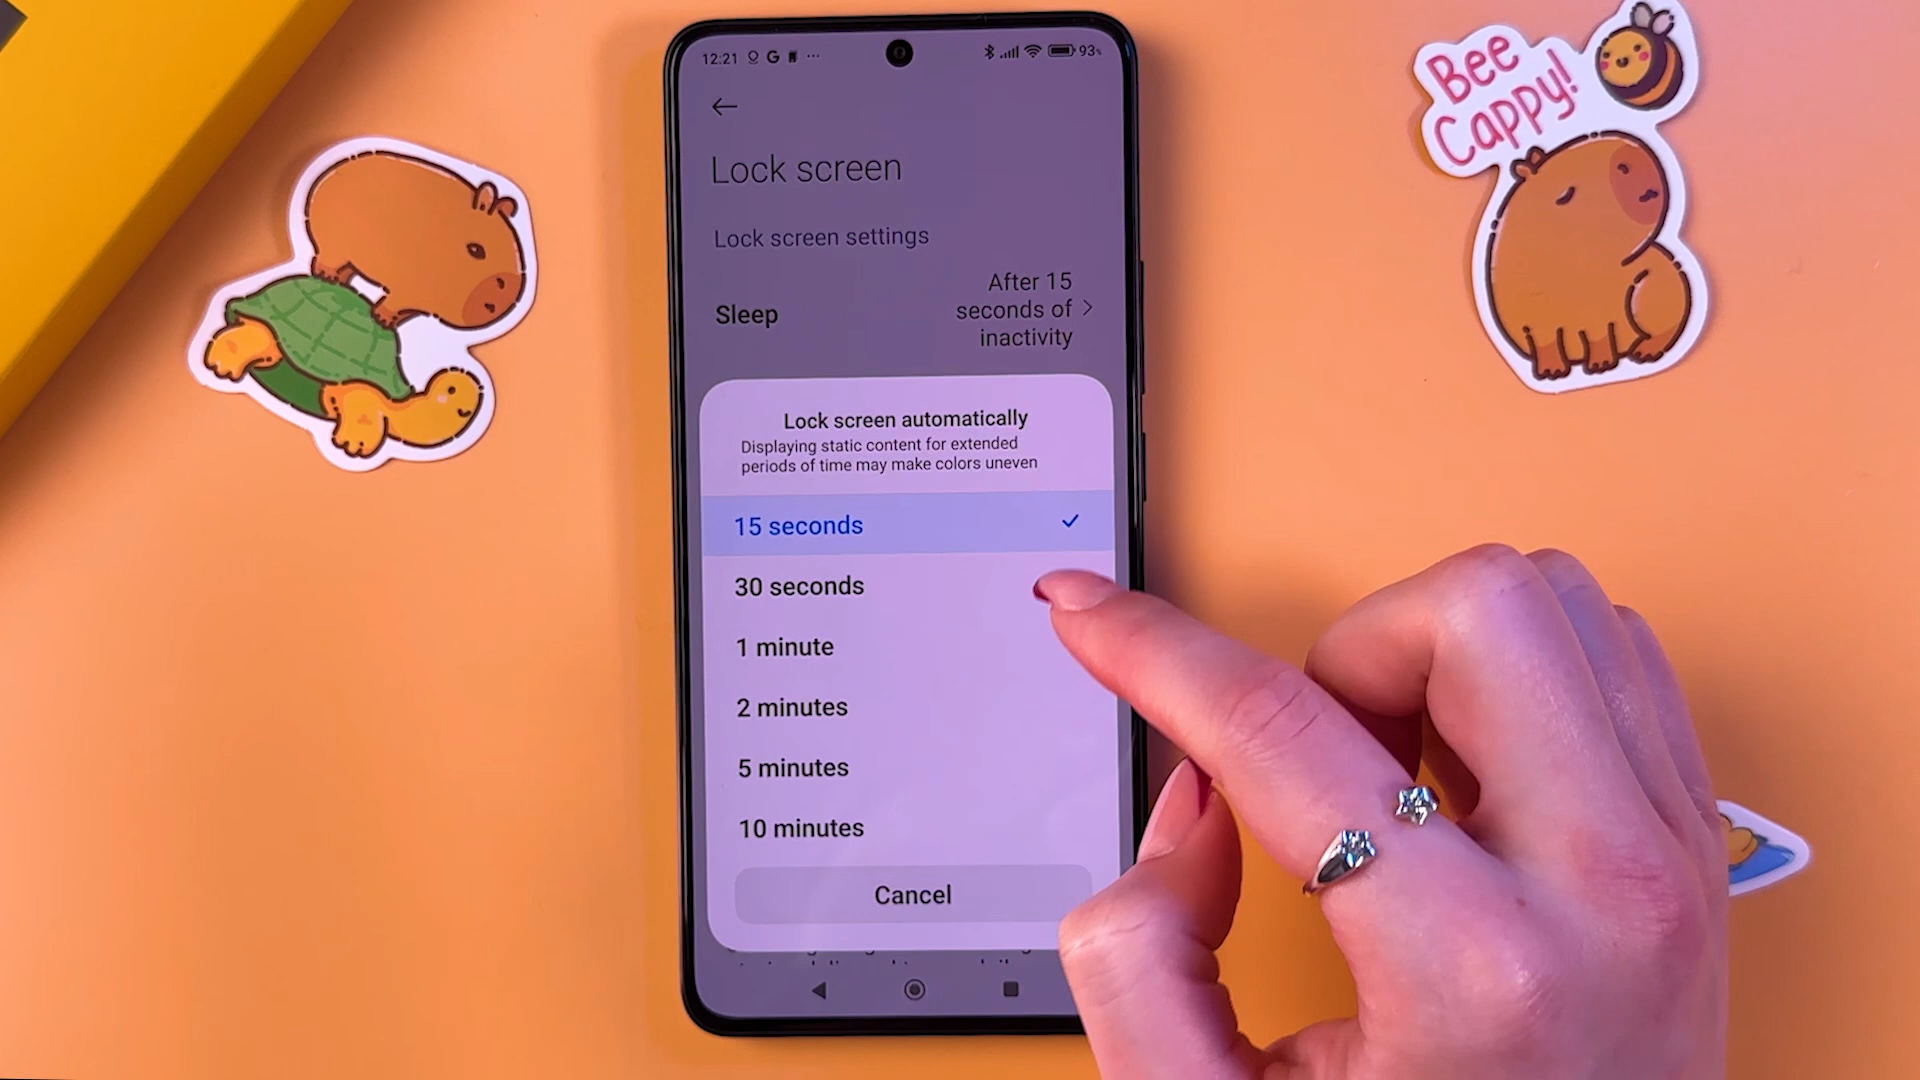 12:21
93%
Lock screen
Lock screen settings
Sleep
After 15
seconds of
inactivity
Lock screen automatically
Displaying static content for extended
periods of time may make colors uneven
15 seconds
30 seconds
1 minute
2 minutes
5 minutes
10 minutes
Cancel
Bee
Cappy!